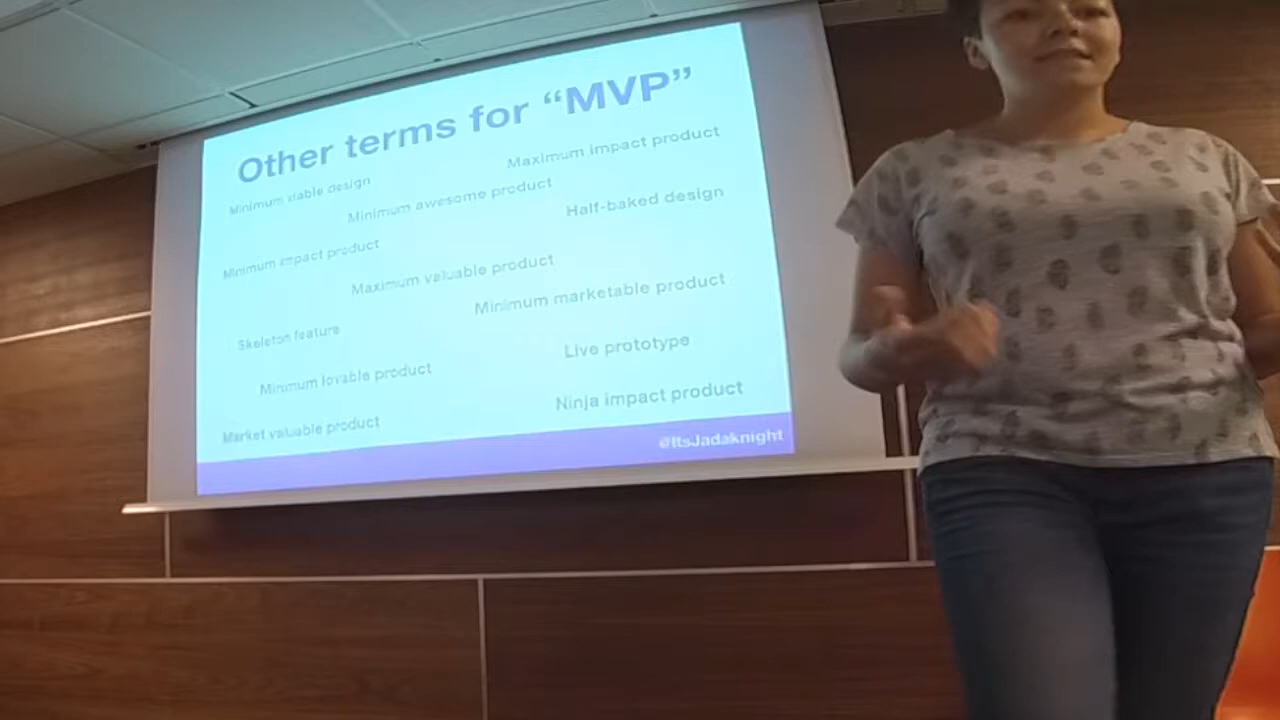 Other terms for “MVP”
Maximum impact product
Minimum viable design
Minimum awesome product
Half-baked design
Minimum impact product
Maximum valuable product
Minimum marketable product
Skeleton feature
Live prototype
Minimum lovable product
Ninja impact product
Market valuable product
@ItsJadaknight